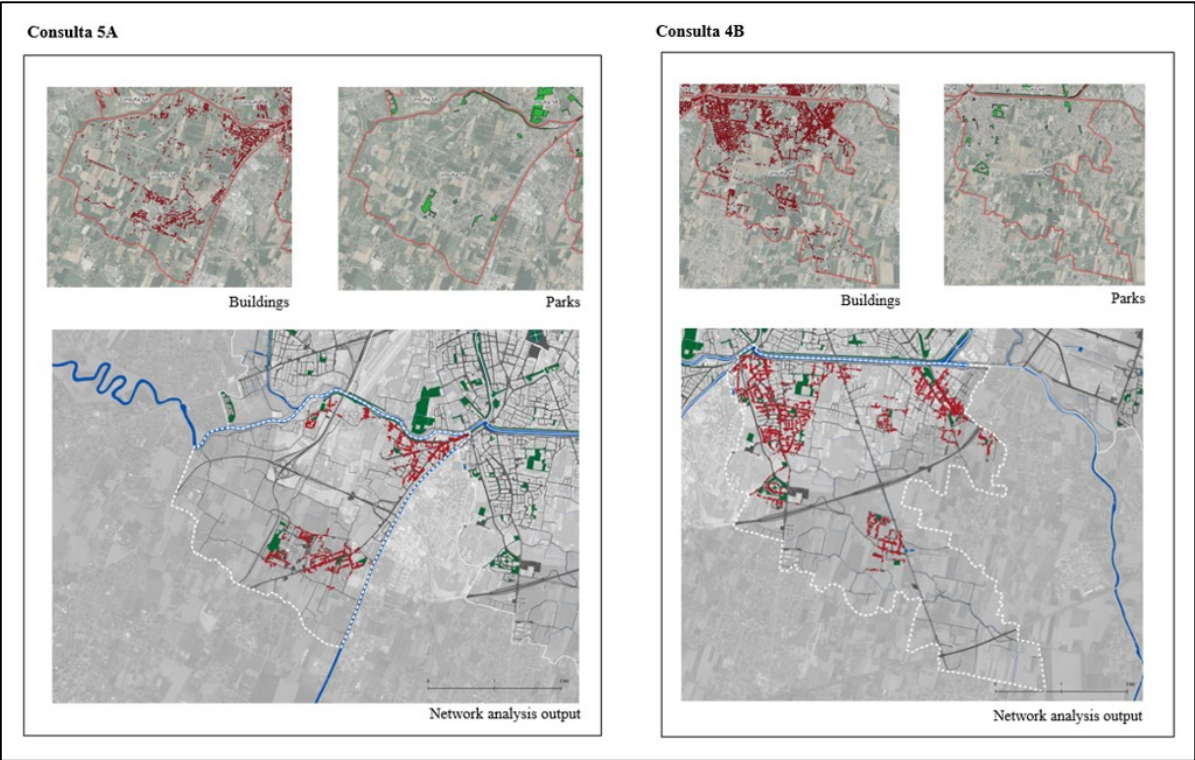 Consulta 5A
Consulta 4B
Buildings
Parks
Buildings
Parks
Network analysis output
Network analysis output